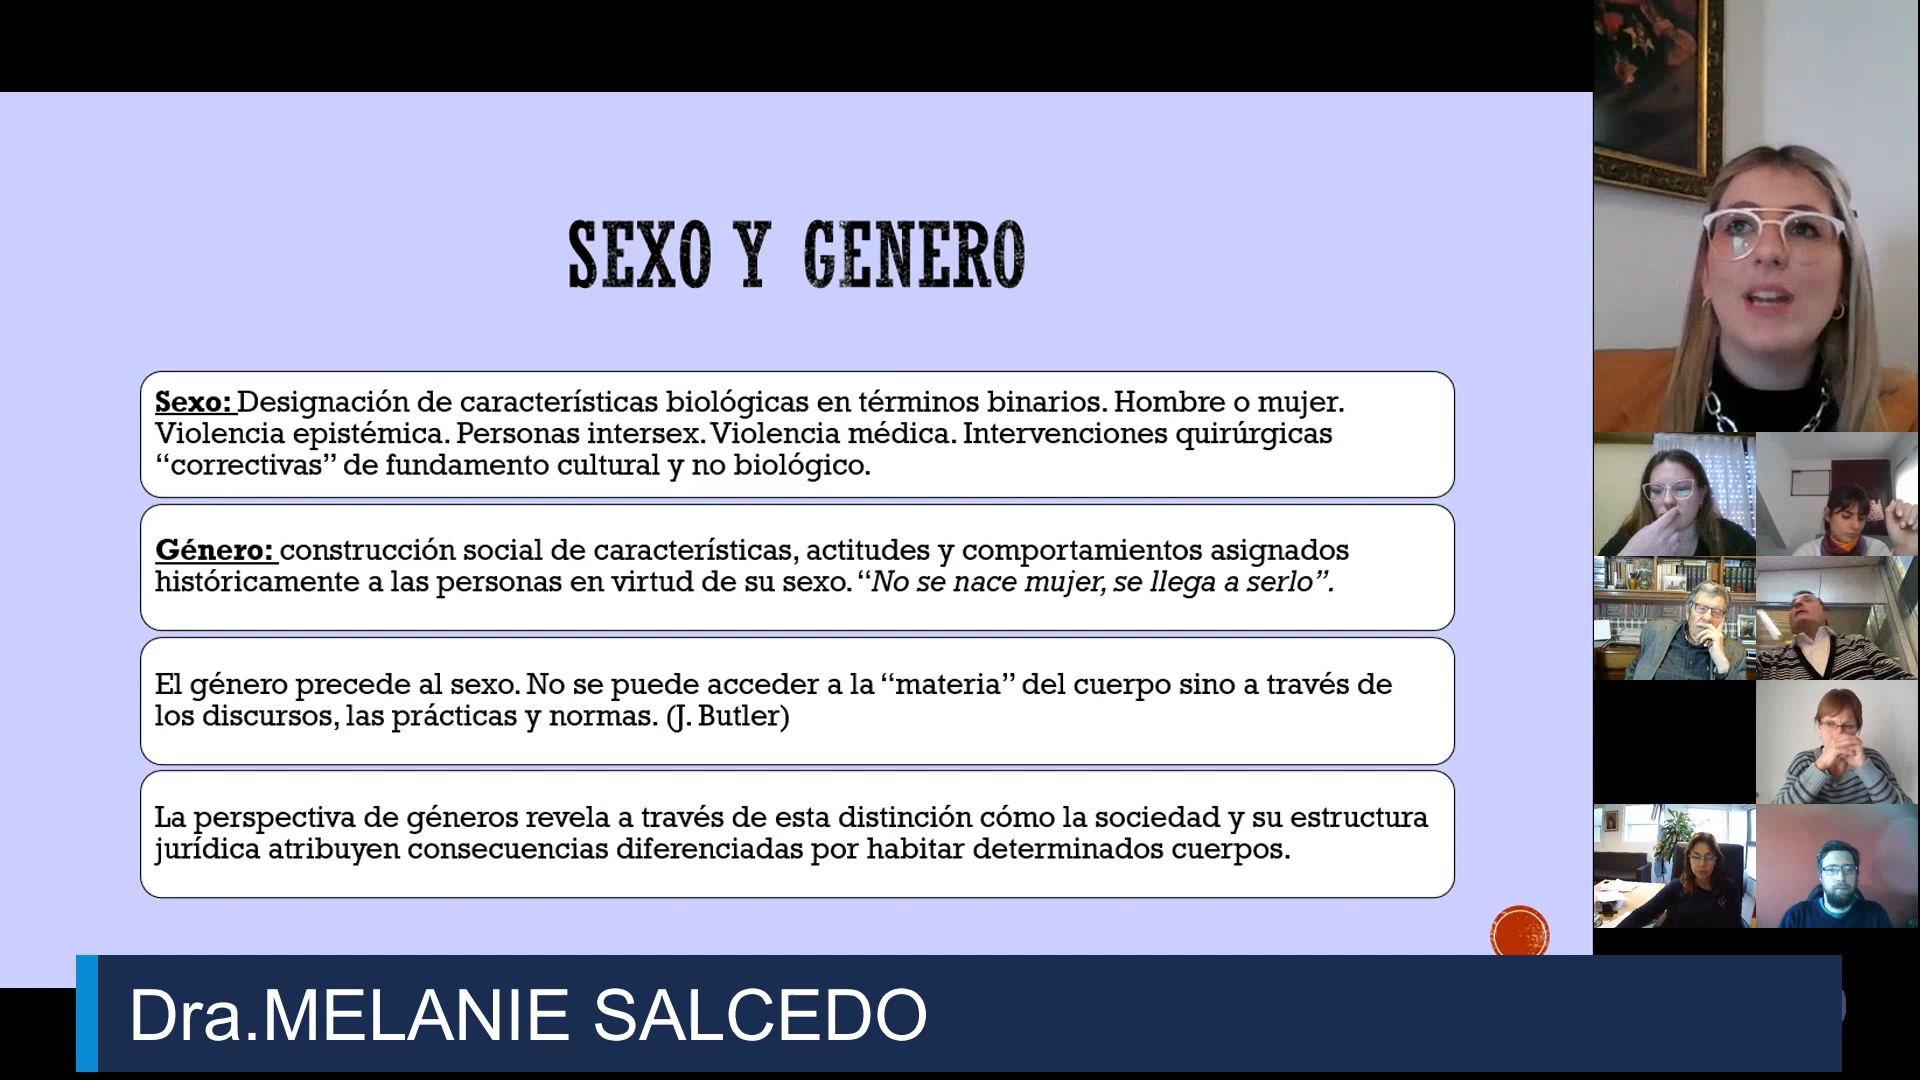 SEXO Y GENERO
Sexo: Designación de características biológicas en términos binarios. Hombre o mujer.
Violencia epistémica. Personas intersex. Violencia médica. Intervenciones quirúrgicas
“correctivas” de fundamento cultural y no biológico.
Género: construcción social de características, actitudes y comportamientos asignados
históricamente a las personas en virtud de su sexo. “No se nace mujer, se llega a serlo”.
El género precede al sexo. No se puede acceder a la “materia” del cuerpo sino a través de
los discursos, las prácticas y normas. (J. Butler)
La perspectiva de géneros revela a través de esta distinción cómo la sociedad y su estructura
jurídica atribuyen consecuencias diferenciadas por habitar determinados cuerpos.
Dra.MELANIE SALCEDO